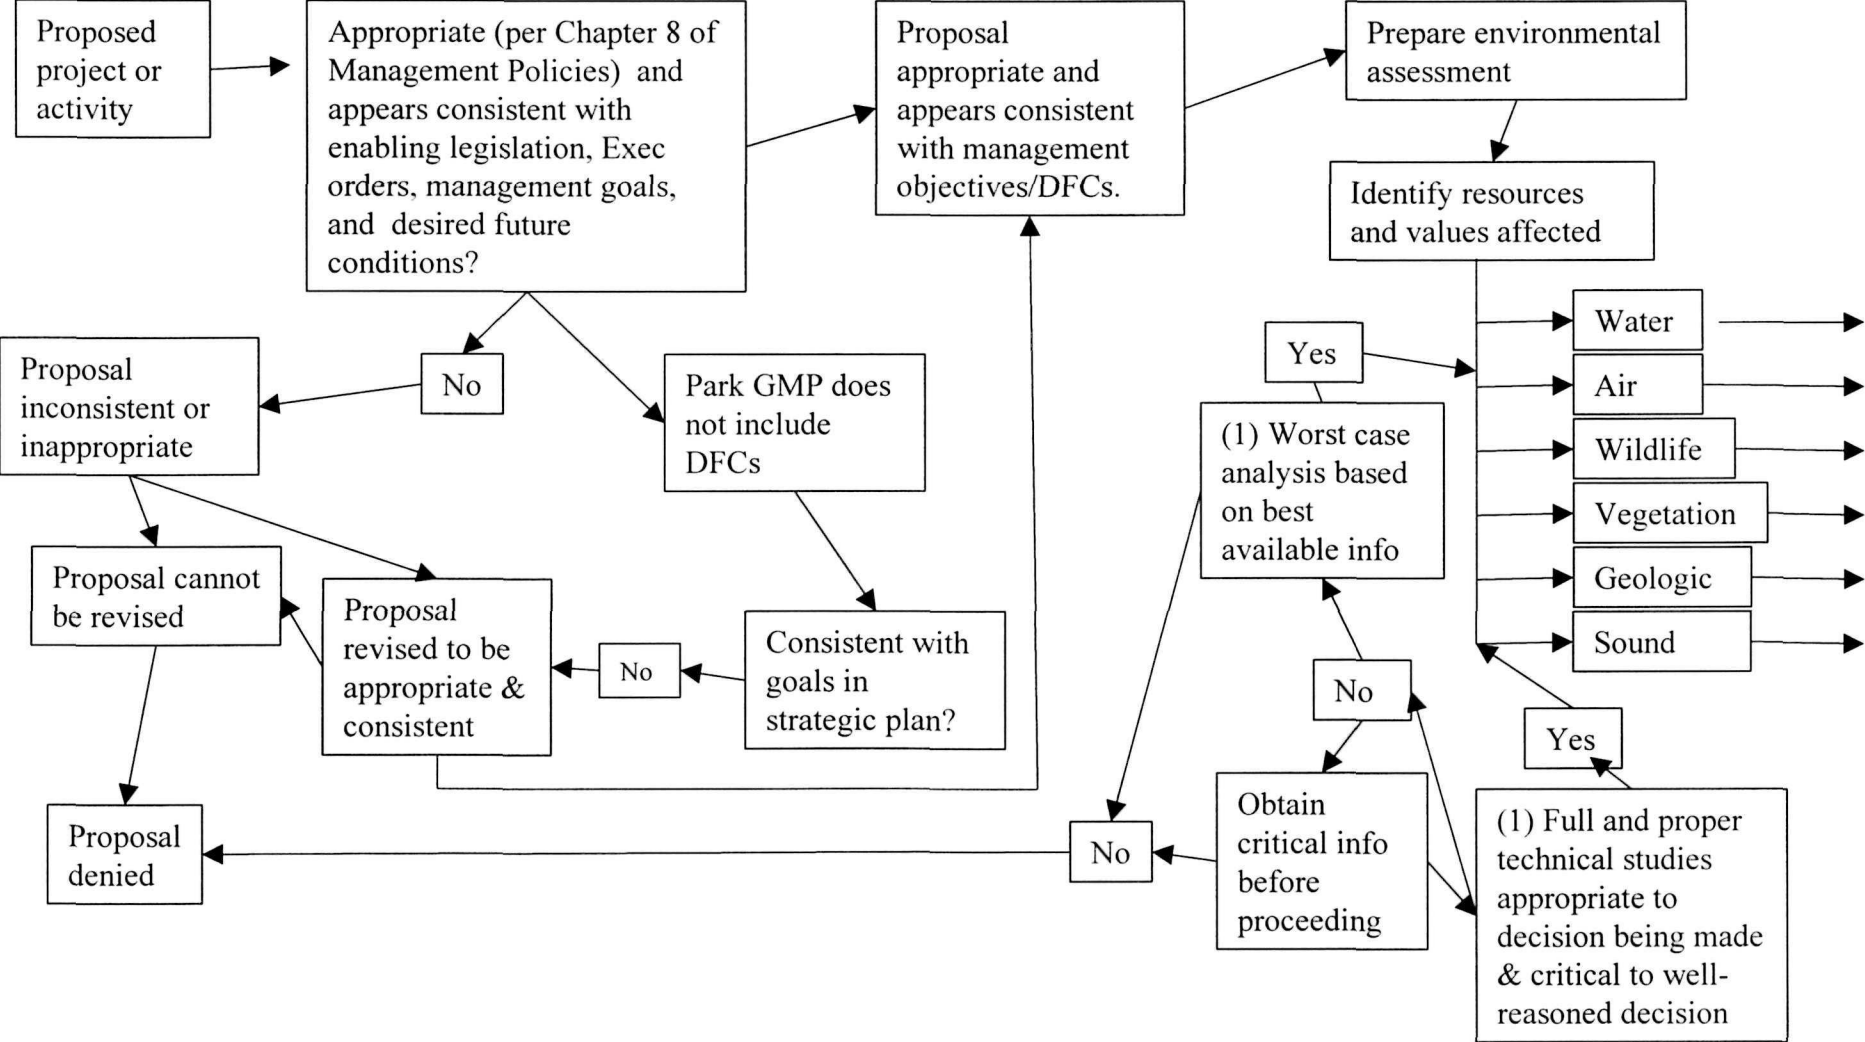 Proposed
project or
activity
Appropriate (per Chapter 8 of
Management Policies)  and
appears consistent with
enabling legislation, Exec
orders, management goals,
and  desired future
conditions?
Proposal
appropriate and
appears consistent
with management
objectives/DFCs.
Prepare environmental
assessment
Identify resources
and values affected
Water
Air
Wildlife
Vegetation
Geologic
Sound
Yes
(1) Worst case
analysis based
on best
available info
No
Proposal
inconsistent or
inappropriate
No
Park GMP does
not include
DFCs
Proposal cannot
be revised
Proposal
revised to be
appropriate &
consistent
No
Consistent with
goals in
strategic plan?
Yes
Proposal
denied
No
Obtain
critical info
before
proceeding
(1) Full and proper
technical studies
appropriate to
decision being made
& critical to well-
reasoned decision